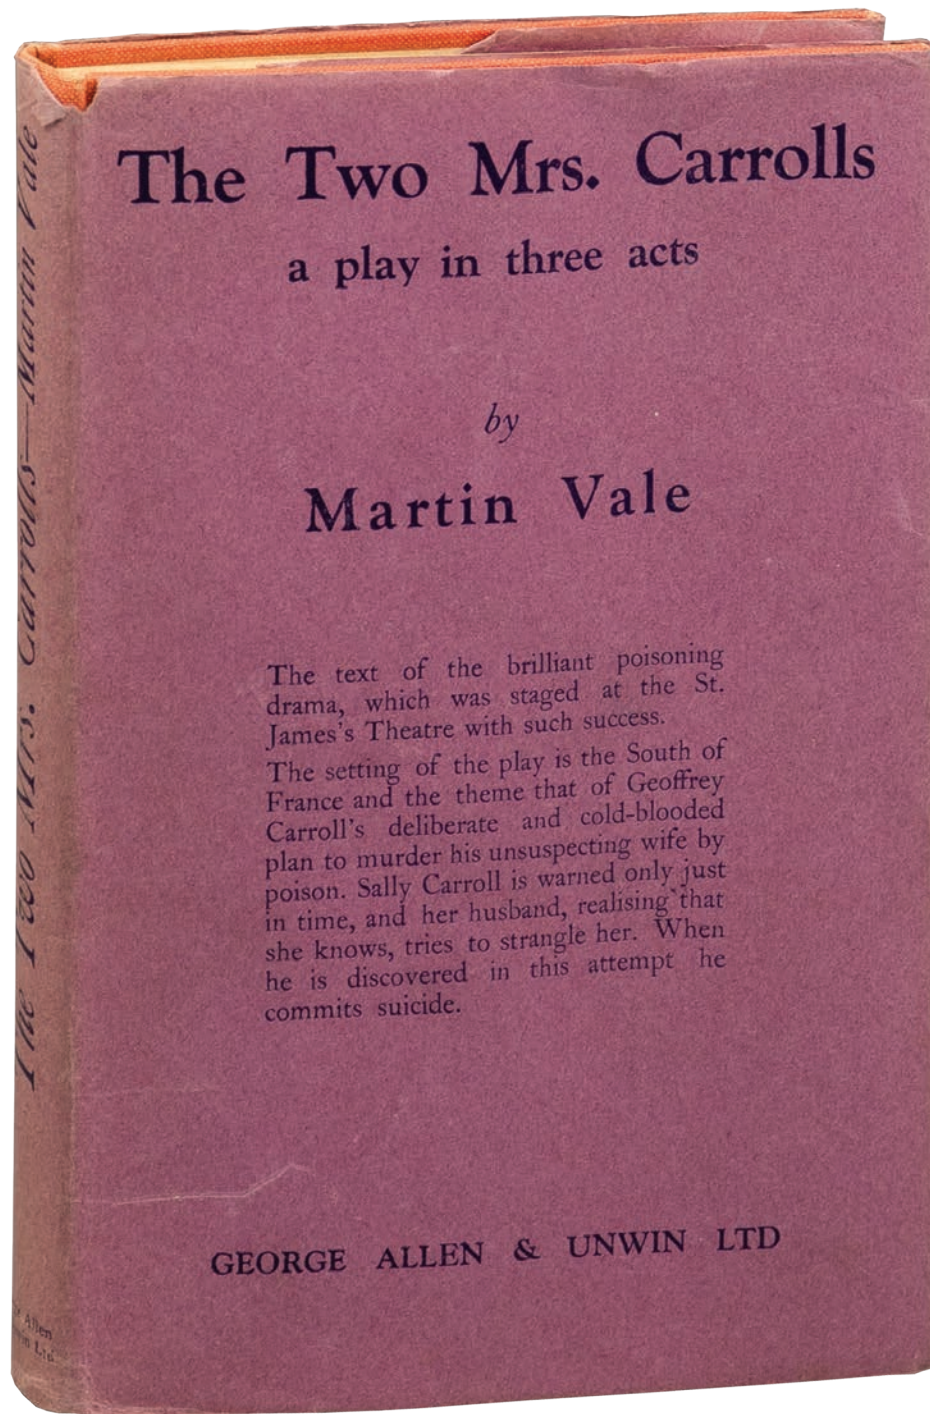 The Two Mrs. Carrolls
a play in three acts
by
Martin Vale
The text of the brilliant poisoning
drama, which was staged at the St.
James's Theatre with such success.
The setting of the play is the South of
France and the theme that of Geoffrey
Carroll's deliberate and cold-blooded
plan to murder his unsuspecting wife by
poison. Sally Carroll is warned only just
in time, and her husband, realising that
she knows, tries to strangle her. When
he is discovered in this attempt he
commits suicide.
GEORGE ALLEN & UNWIN LTD
The Two Mrs. Carrolls—Martin Vale
Allen
Ltd